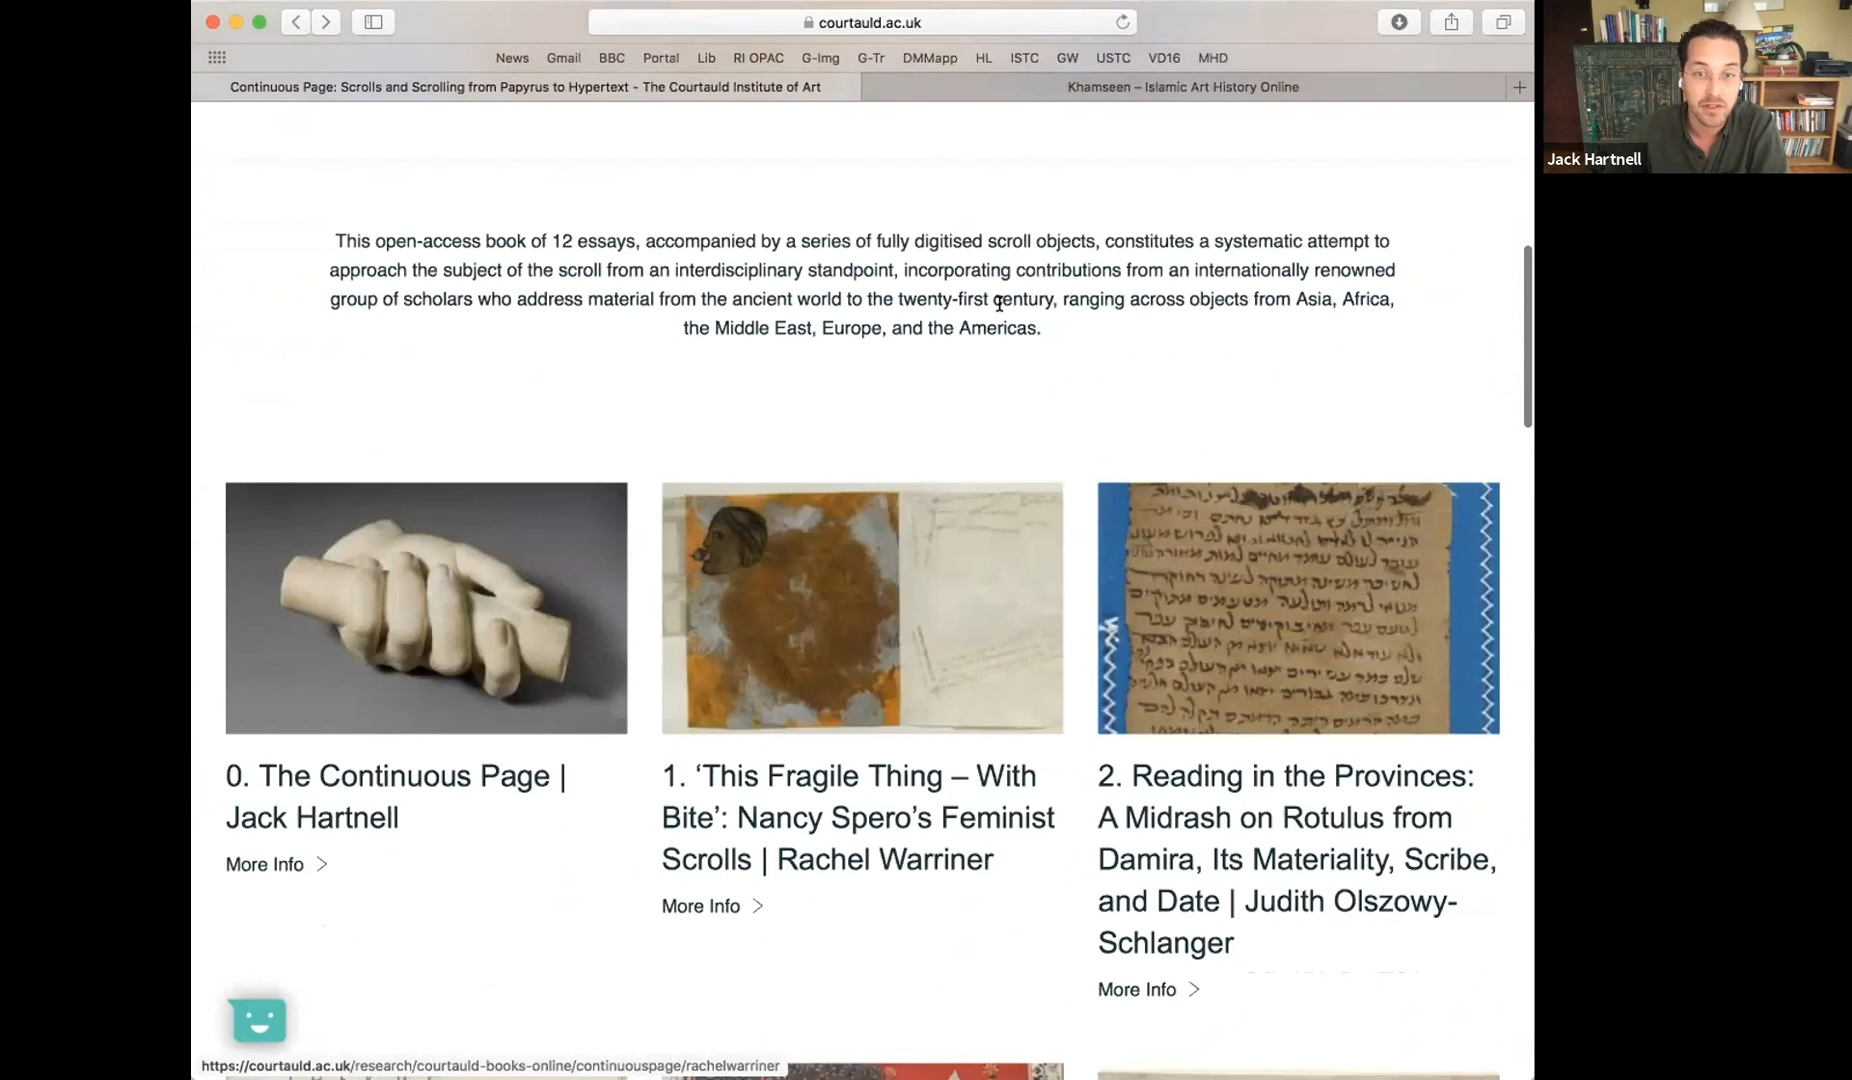 courtauld.ac.uk
News Gmail BBC Portal Lib RI OPAC G-Img G-Tr DMMapp HL ISTC GW USTC VD16 MHD
Continuous Page: Scrolls and Scrolling from Papyrus to Hypertext - The Courtauld Institute of Art
Khamseen – Islamic Art History Online
Jack Hartnell
This open-access book of 12 essays, accompanied by a series of fully digitised scroll objects, constitutes a systematic attempt to
approach the subject of the scroll from an interdisciplinary standpoint, incorporating contributions from an internationally renowned
group of scholars who address material from the ancient world to the twenty-first century, ranging across objects from Asia, Africa,
the Middle East, Europe, and the Americas.
0. The Continuous Page |
Jack Hartnell
More Info
1. ‘This Fragile Thing – With
Bite’: Nancy Spero’s Feminist
Scrolls | Rachel Warriner
More Info
2. Reading in the Provinces:
A Midrash on Rotulus from
Damira, Its Materiality, Scribe,
and Date | Judith Olszowy-
Schlanger
More Info
https://courtauld.ac.uk/research/courtauld-books-online/continuouspage/rachelwarriner